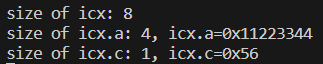 size of icx: 8
size of icx.a: 4, icx.a=0x11223344
size of icx.c: 1, icx.c=0x56